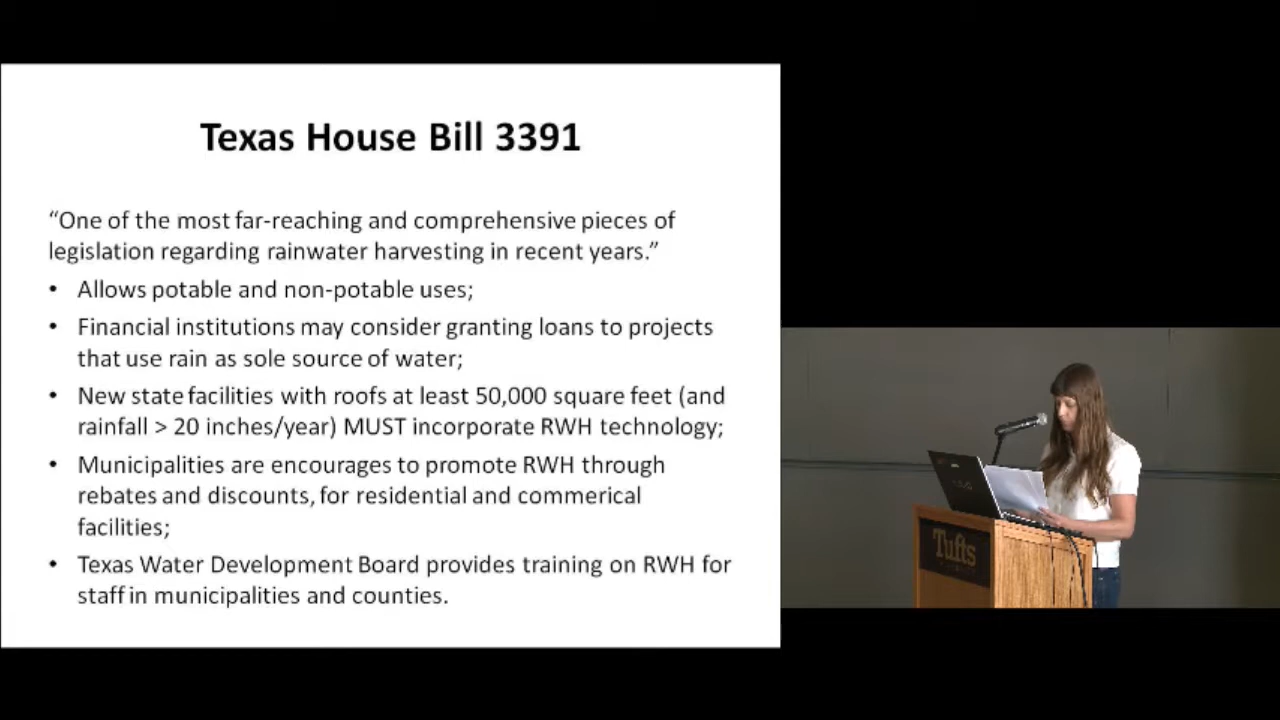 Texas House Bill 3391
“One of the most far-reaching and comprehensive pieces of
legislation regarding rainwater harvesting in recent years.”
• Allows potable and non-potable uses;
• Financial institutions may consider granting loans to projects
that use rain as sole source of water;
• New state facilities with roofs at least 50,000 square feet (and
rainfall > 20 inches/year) MUST incorporate RWH technology;
• Municipalities are encourages to promote RWH through
rebates and discounts, for residential and commerical
facilities;
• Texas Water Development Board provides training on RWH for
staff in municipalities and counties.
Tufts